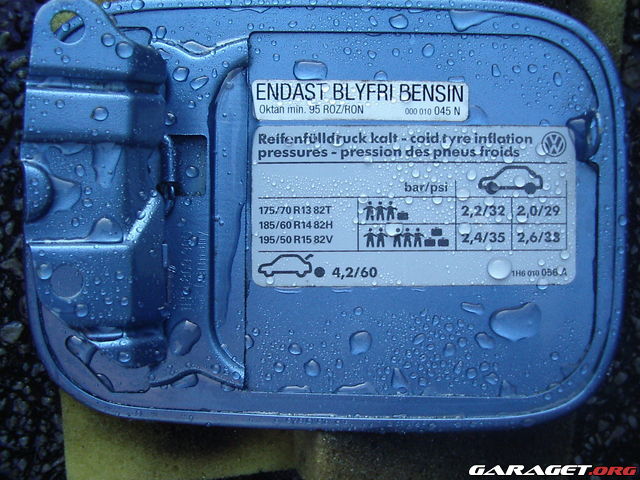 ENDAST BLYFRI BENSIN
Oktan min. 95 ROZ/RON 000 010 045 N
Reifenfülldruck kalt - cold tyre inflation
pressures - pression des pneus froids
bar/psi
175/70 R13 82T
185/60 R14 82H
195/50 R15 82V
2,2/32 2,0/29
2,4/35 2,6/38
4,2/60
1H6 010 056 A
GARAGET.ORG